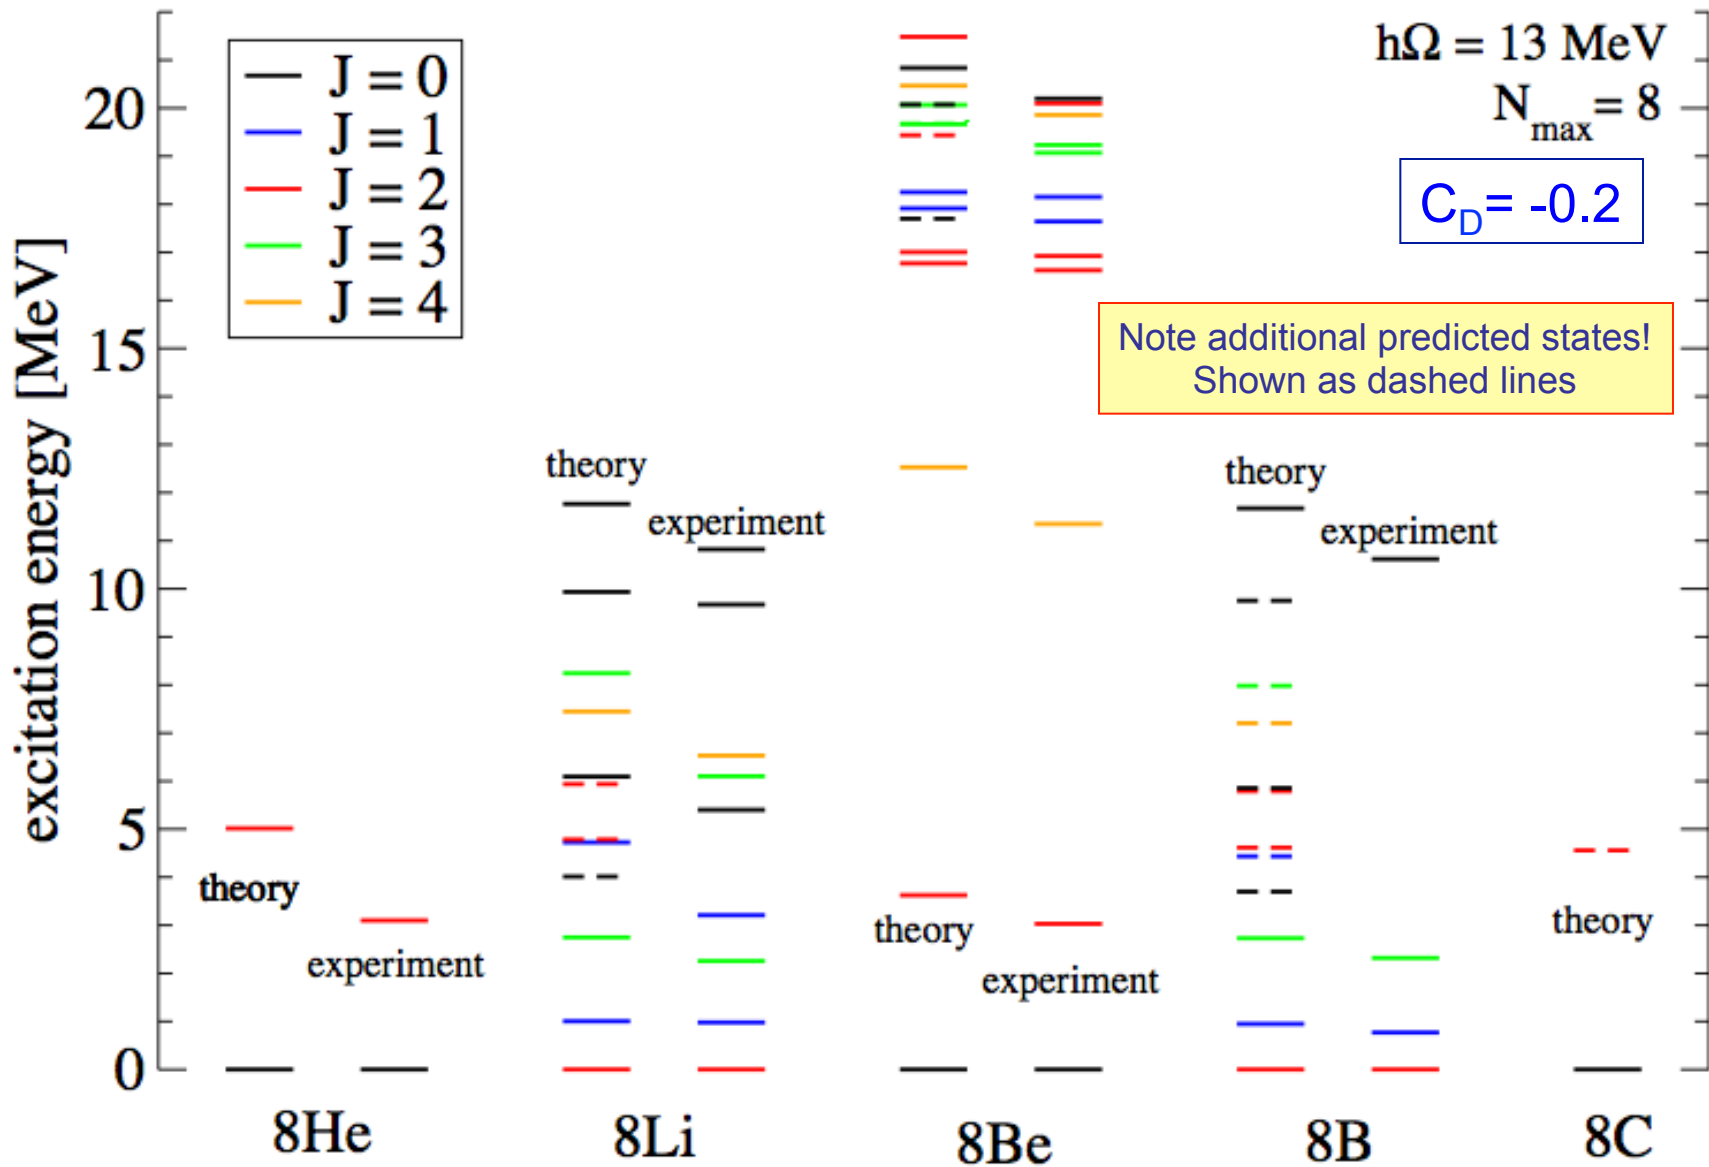 hΩ = 13 MeV
N_max = 8
C_D = -0.2
Note additional predicted states!
Shown as dashed lines
J = 0
J = 1
J = 2
J = 3
J = 4
excitation energy [MeV]
20
15
10
5
0
theory
experiment
theory
experiment
theory
experiment
theory
experiment
theory
8He
8Li
8Be
8B
8C